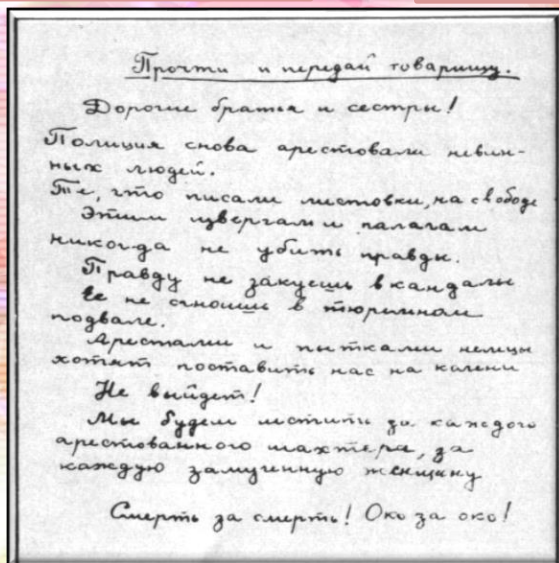 Прочти и передай товарищу.
Дорогие братья и сестры!
Полиция снова арестовали невин-
ных людей.
Те, что писали листовки, на свободе
Этим извергам и палачам
никогда не убить правды.
Правду не закуешь в кандалы
Ее не сгноишь в тюремном
подвале.
Арестами и пытками немцы
хотят поставить нас на колени
Не выйдет!
Мы будем мстить за каждого
арестованного шахтера, за
каждую замученную женщину
Смерть за смерть! Око за око!